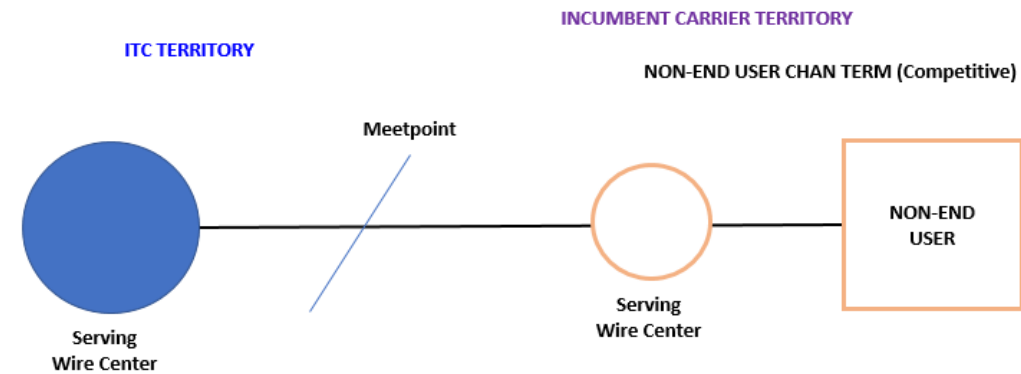 INCUMBENT CARRIER TERRITORY
ITC TERRITORY
NON-END USER CHAN TERM (Competitive)
Meetpoint
NON-END
USER
Serving
Wire Center
Serving
Wire Center